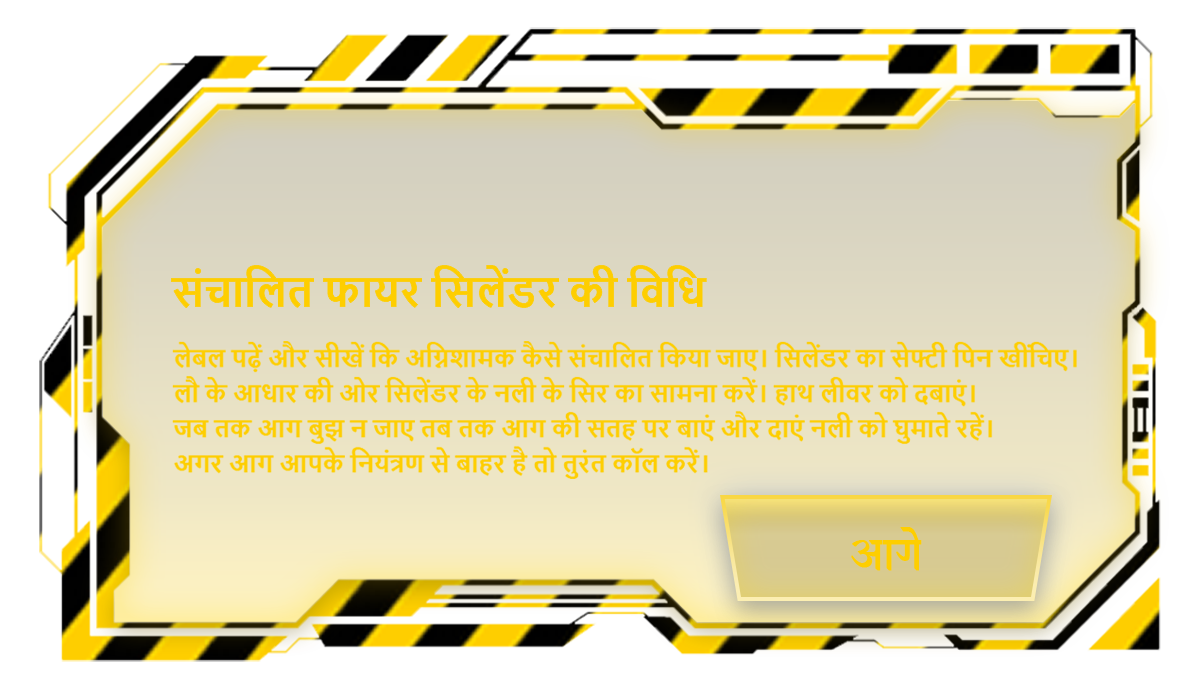 संचालित फायर सिलेंडर की विधि
लेबल पढ़ें और सीखें कि अग्निशामक कैसे संचालित किया जाए। सिलेंडर का सेफ्टी पिन खींचिए।
लौ के आधार की ओर सिलेंडर के नली के सिर का सामना करें। हाथ लीवर को दबाएं।
जब तक आग बुझ न जाए तब तक आग की सतह पर बाएं और दाएं नली को घुमाते रहें।
अगर आग आपके नियंत्रण से बाहर है तो तुरंत कॉल करें।
आगे